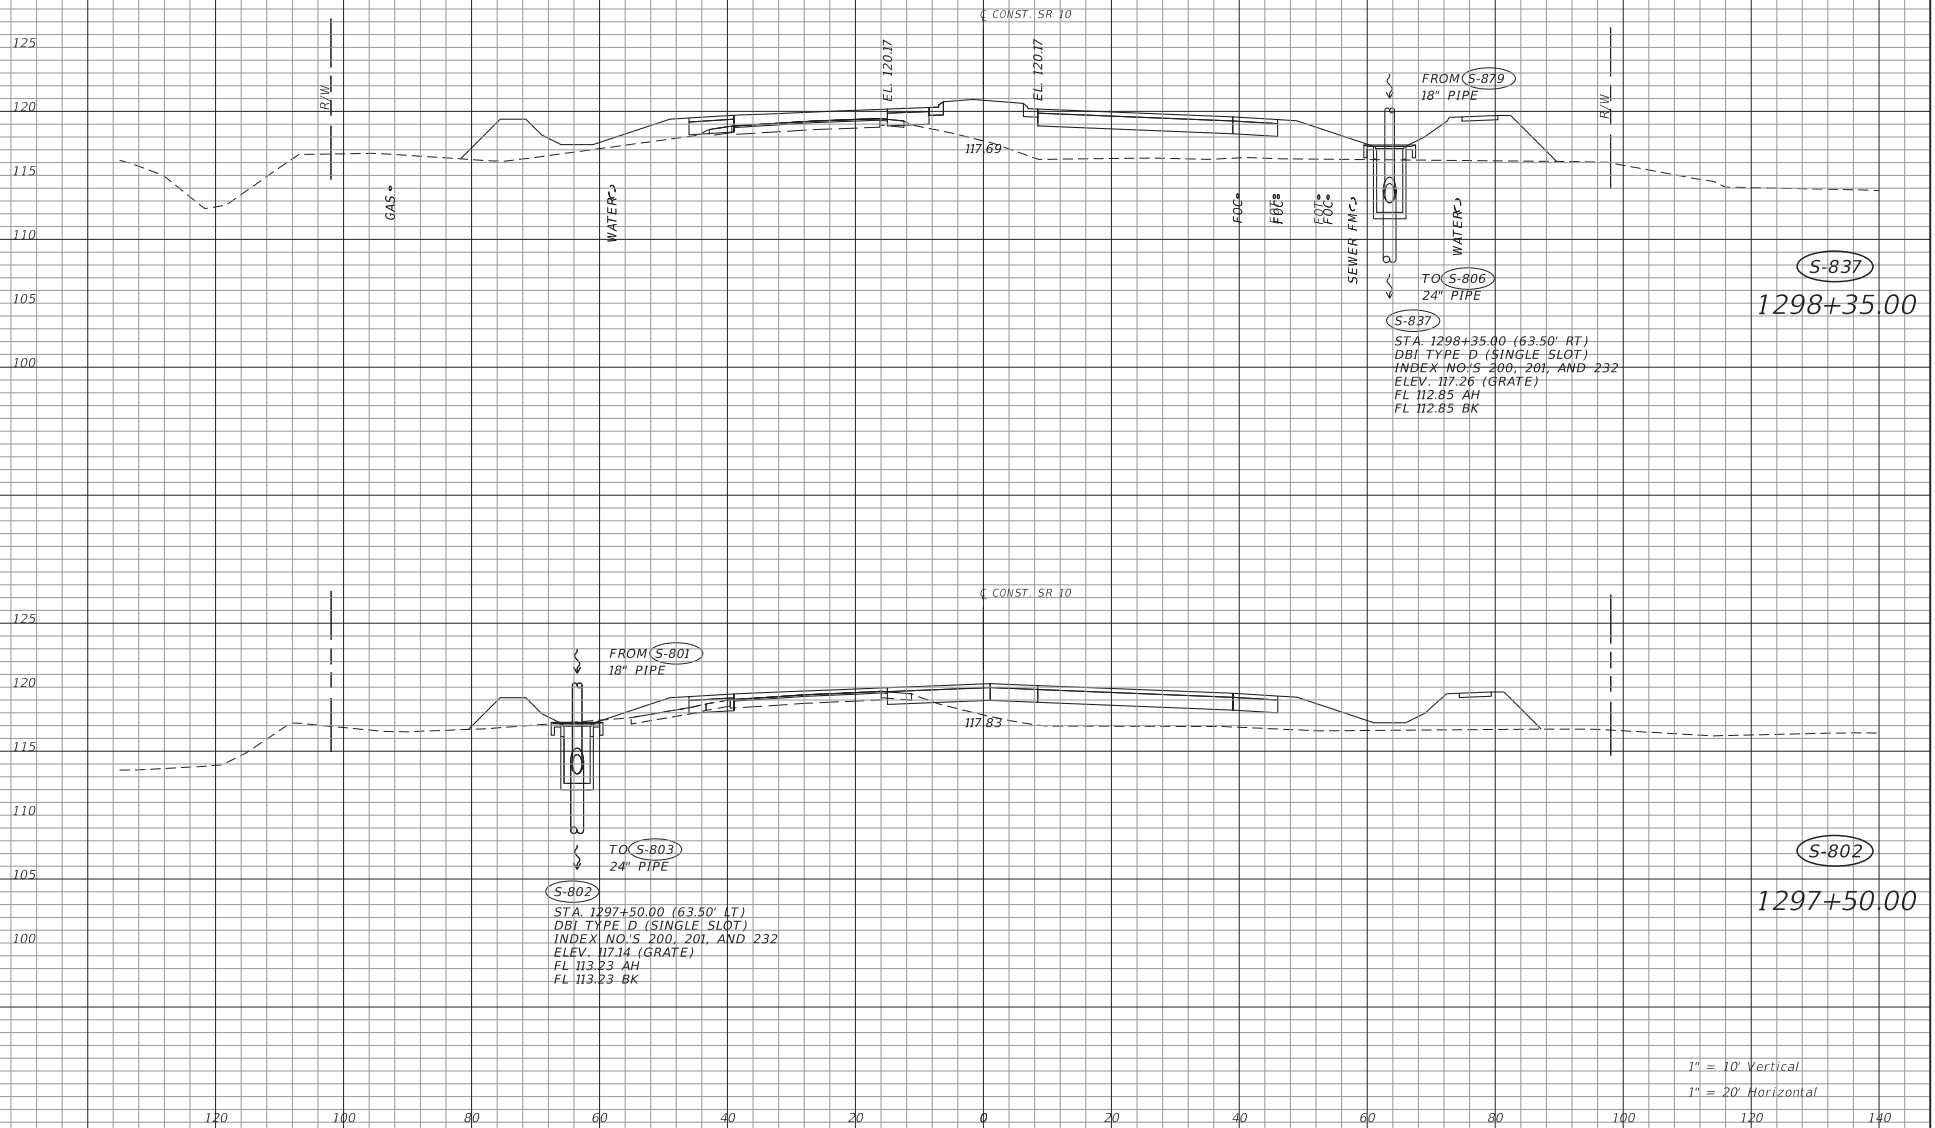 ℄ CONST. SR 10
125
120
115
110
105
100
R/W
EL. 120.17
EL. 120.17
R/W
FROM S-879
18" PIPE
117.69
GAS
WATER
FOC
FOC
FOC
SEWER FM
WATER
TO S-806
24" PIPE
S-837
1298+35.00
S-837
STA. 1298+35.00 (63.50' RT)
DBI TYPE D (SINGLE SLOT)
INDEX NO.'S 200, 201, AND 232
ELEV. 117.26 (GRATE)
FL 112.85 AH
FL 112.85 BK
℄ CONST. SR 10
125
120
115
110
105
100
FROM S-801
18" PIPE
117.83
TO S-803
24" PIPE
S-802
1297+50.00
S-802
STA. 1297+50.00 (63.50' LT)
DBI TYPE D (SINGLE SLOT)
INDEX NO.'S 200, 201, AND 232
ELEV. 117.14 (GRATE)
FL 113.23 AH
FL 113.23 BK
1" = 10' Vertical
1" = 20' Horizontal
120 100 80 60 40 20 0 20 40 60 80 100 120 140